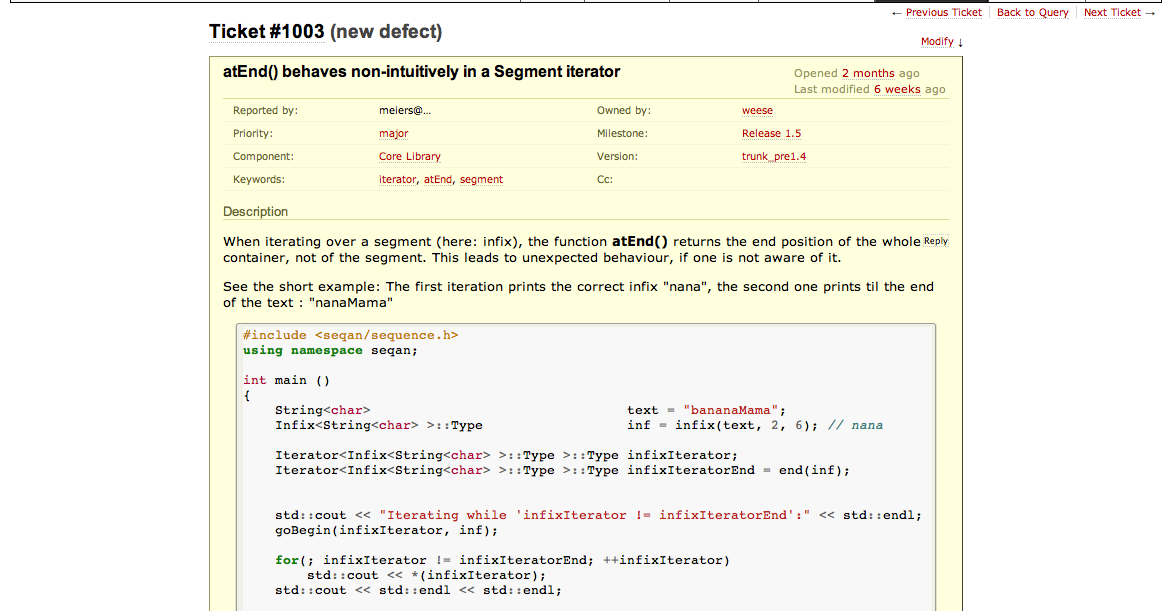 ← Previous Ticket Back to Query Next Ticket →
Ticket #1003 (new defect)
Modify ↓
atEnd() behaves non-intuitively in a Segment iterator
Opened 2 months ago
Last modified 6 weeks ago
Reported by: meiers@... Owned by: weese
Priority: major Milestone: Release 1.5
Component: Core Library Version: trunk_pre1.4
Keywords: iterator, atEnd, segment Cc:
Description
When iterating over a segment (here: infix), the function atEnd() returns the end position of the whole Reply
container, not of the segment. This leads to unexpected behaviour, if one is not aware of it.
See the short example: The first iteration prints the correct infix "nana", the second one prints til the end
of the text : "nanaMama"
#include <seqan/sequence.h>
using namespace seqan;
int main ()
{
String<char> text = "bananaMama";
Infix<String<char> >::Type inf = infix(text, 2, 6); // nana
Iterator<Infix<String<char> >::Type >::Type infixIterator;
Iterator<Infix<String<char> >::Type >::Type infixIteratorEnd = end(inf);
std::cout << "Iterating while 'infixIterator != infixIteratorEnd':" << std::endl;
goBegin(infixIterator, inf);
for(; infixIterator != infixIteratorEnd; ++infixIterator)
std::cout << *(infixIterator);
std::cout << std::endl << std::endl;